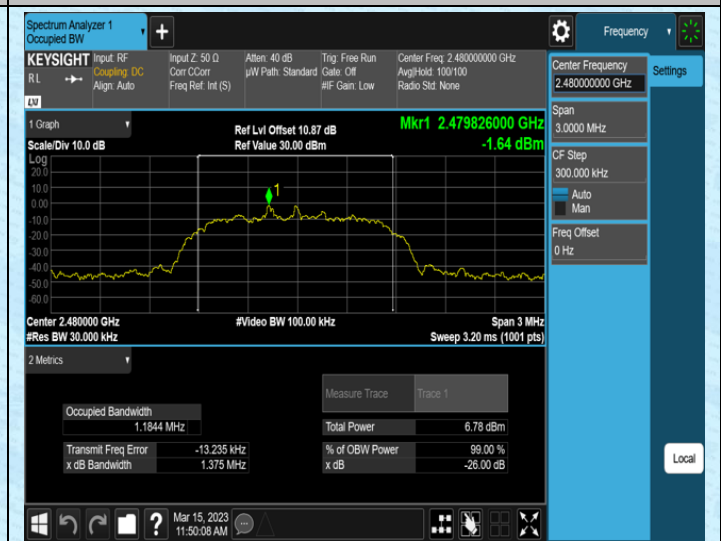 Spectrum Analyzer 1
Occupied BW
Frequency
KEYSIGHT
R L
LXI
Input: RF
Coupling: DC
Align: Auto
Input Z: 50 Ω
Corr CCorr
Freq Ref: Int (S)
Atten: 40 dB
µW Path: Standard
Trig: Free Run
Gate: Off
#IF Gain: Low
Center Freq: 2.480000000 GHz
Avg|Hold: 100/100
Radio Std: None
Center Frequency
2.480000000 GHz
Settings
Span
3.0000 MHz
CF Step
300.000 kHz
Auto
Man
Freq Offset
0 Hz
1 Graph
Scale/Div 10.0 dB
Ref Lvl Offset 10.87 dB
Ref Value 30.00 dBm
Mkr1 2.479826000 GHz
-1.64 dBm
Log
20.0
10.0
0.00
-10.0
-20.0
-30.0
-40.0
-50.0
-60.0
1
Center 2.480000 GHz
#Res BW 30.000 kHz
#Video BW 100.00 kHz
Span 3 MHz
Sweep 3.20 ms (1001 pts)
2 Metrics
Measure Trace Trace 1
Occupied Bandwidth
1.1844 MHz
Total Power 6.78 dBm
Transmit Freq Error -13.235 kHz
% of OBW Power 99.00 %
x dB Bandwidth 1.375 MHz
x dB -26.00 dB
Local
?
Mar 15, 2023
11:50:08 AM